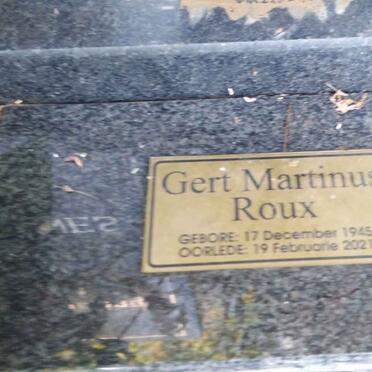 Gert Martinus
Roux
GEBORE: 17 December 1945
OORLEDE: 19 Februarie 2021